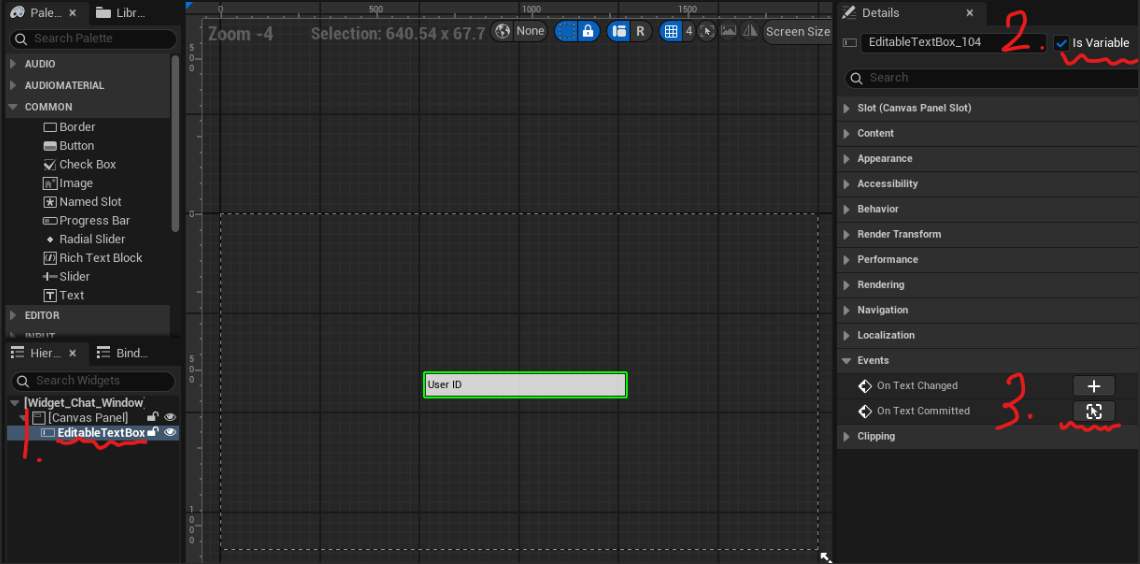 Pale...
Libr...
Search Palette
AUDIO
AUDIOMATERIAL
COMMON
Border
Button
Check Box
Image
Named Slot
Progress Bar
Radial Slider
Rich Text Block
Slider
Text
EDITOR
INPUT
Hier...
Bind...
Search Widgets
[Widget_Chat_Window]
[Canvas Panel]
EditableTextBox
1.
0 500 1000 1500
Zoom -4
Selection: 640.54 x 67.7
None
R
4
Screen Size
500
0
500
1000
User ID
Details
EditableTextBox_104
2.
Is Variable
Search
Slot (Canvas Panel Slot)
Content
Appearance
Accessibility
Behavior
Render Transform
Performance
Rendering
Navigation
Localization
Events
On Text Changed
On Text Committed
3.
Clipping